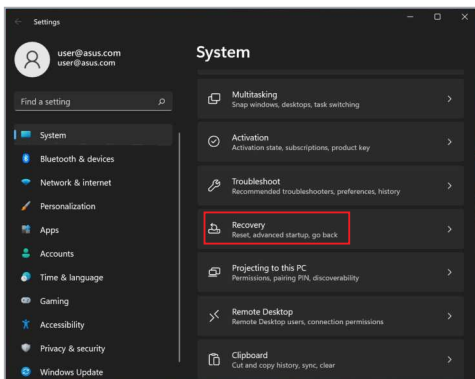 Settings
user@asus.com
user@asus.com
Find a setting
System
Bluetooth & devices
Network & internet
Personalization
Apps
Accounts
Time & language
Gaming
Accessibility
Privacy & security
Windows Update
System
Multitasking
Snap windows, desktops, task switching
Activation
Activation state, subscriptions, product key
Troubleshoot
Recommended troubleshooters, preferences, history
Recovery
Reset, advanced startup, go back
Projecting to this PC
Permissions, pairing PIN, discoverability
Remote Desktop
Remote Desktop users, connection permissions
Clipboard
Cut and copy history, sync, clear